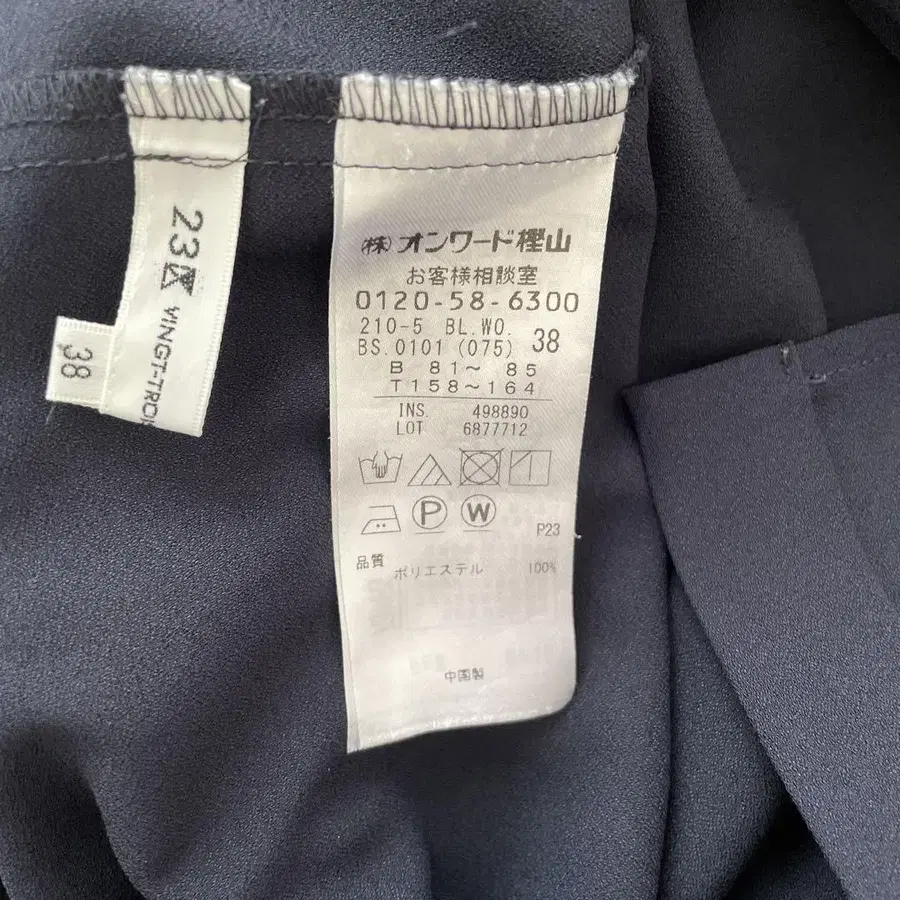 23区
VINGT-TROIS
38
(株)オンワード樫山
お客様相談室
0120-58-6300
210-5 BL.WO.
BS.0101 (075) 38
B 81〜 85
T158〜164
INS. 498890
LOT 6877712
P
W
P23
品質
ポリエステル 100%
中国製